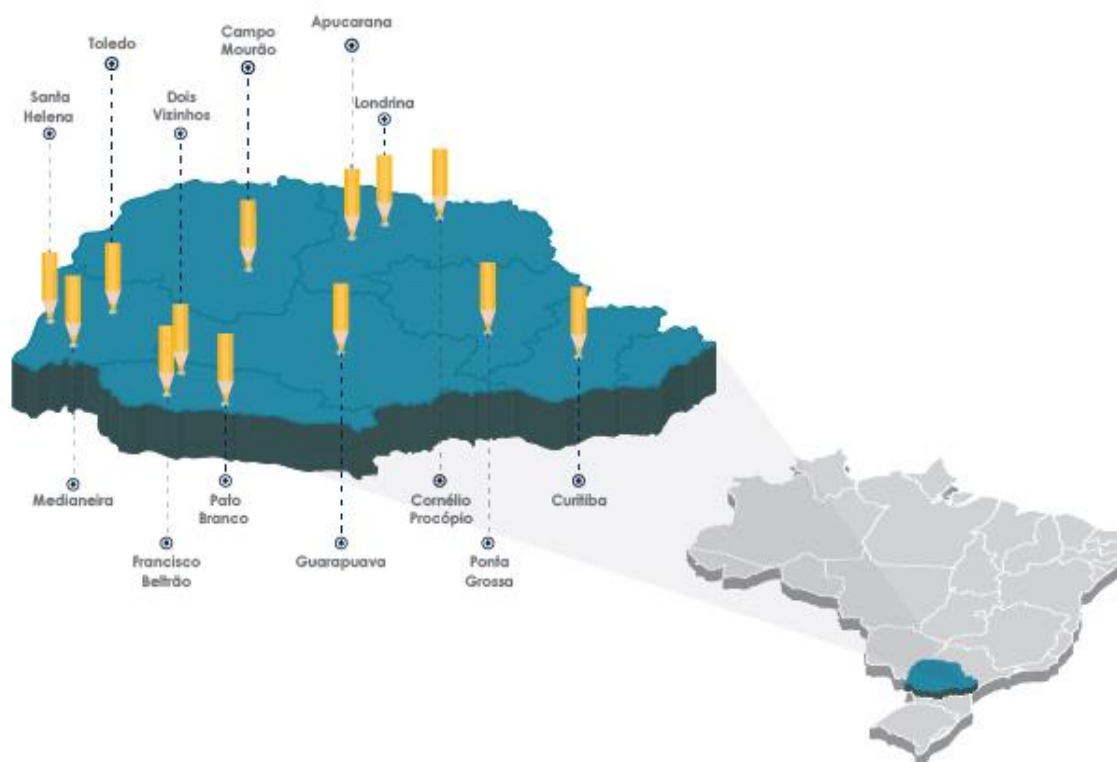 Apucarana
Campo
Mourão
Toledo
Santa
Helena
Dois
Vizinhos
Londrina
Medianeira
Pato
Branco
Cornélio
Procópio
Curitiba
Francisco
Beltrão
Guarapuava
Ponta
Grossa